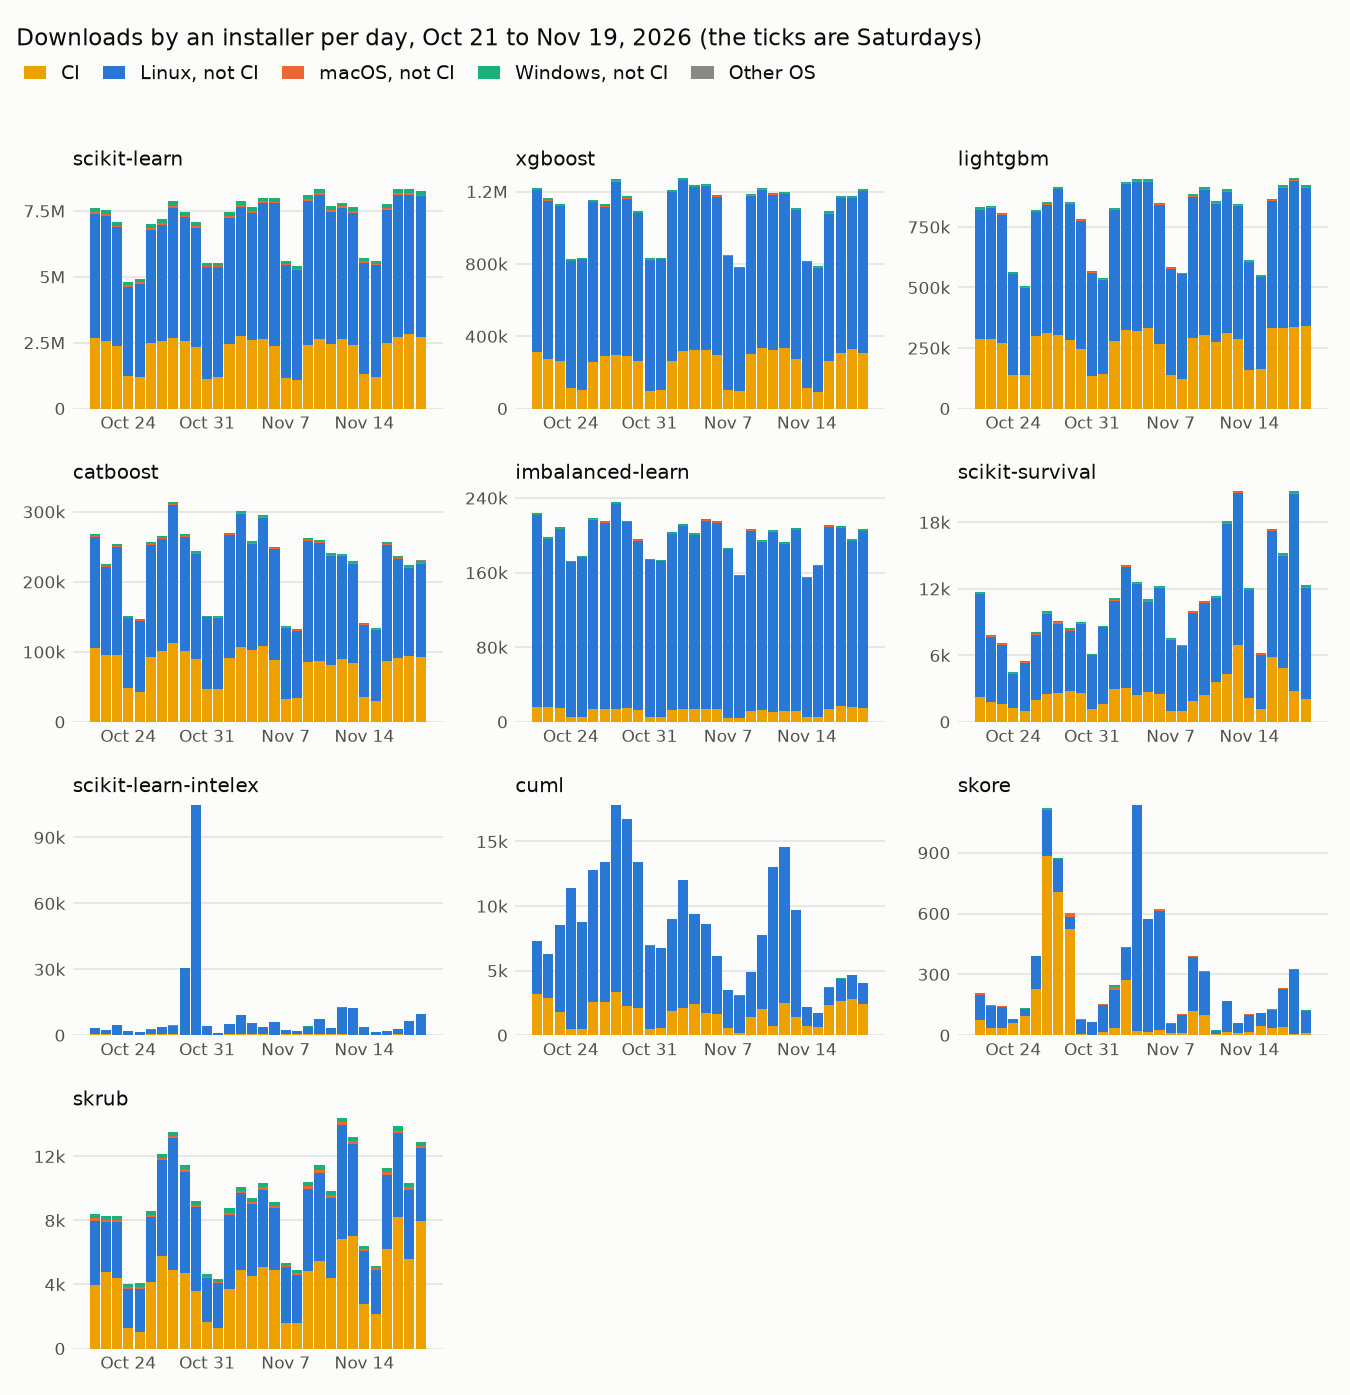 Downloads by an installer per day, Oct 21 to Nov 19, 2026 (the ticks are Saturdays)
CI Linux, not CI macOS, not CI Windows, not CI Other OS
scikit-learn
7.5M
5M
2.5M
0
Oct 24 Oct 31 Nov 7 Nov 14
xgboost
1.2M
800k
400k
0
Oct 24 Oct 31 Nov 7 Nov 14
lightgbm
750k
500k
250k
0
Oct 24 Oct 31 Nov 7 Nov 14
catboost
300k
200k
100k
0
Oct 24 Oct 31 Nov 7 Nov 14
imbalanced-learn
240k
160k
80k
0
Oct 24 Oct 31 Nov 7 Nov 14
scikit-survival
18k
12k
6k
0
Oct 24 Oct 31 Nov 7 Nov 14
scikit-learn-intelex
90k
60k
30k
0
Oct 24 Oct 31 Nov 7 Nov 14
cuml
15k
10k
5k
0
Oct 24 Oct 31 Nov 7 Nov 14
skore
900
600
300
0
Oct 24 Oct 31 Nov 7 Nov 14
skrub
12k
8k
4k
0
Oct 24 Oct 31 Nov 7 Nov 14